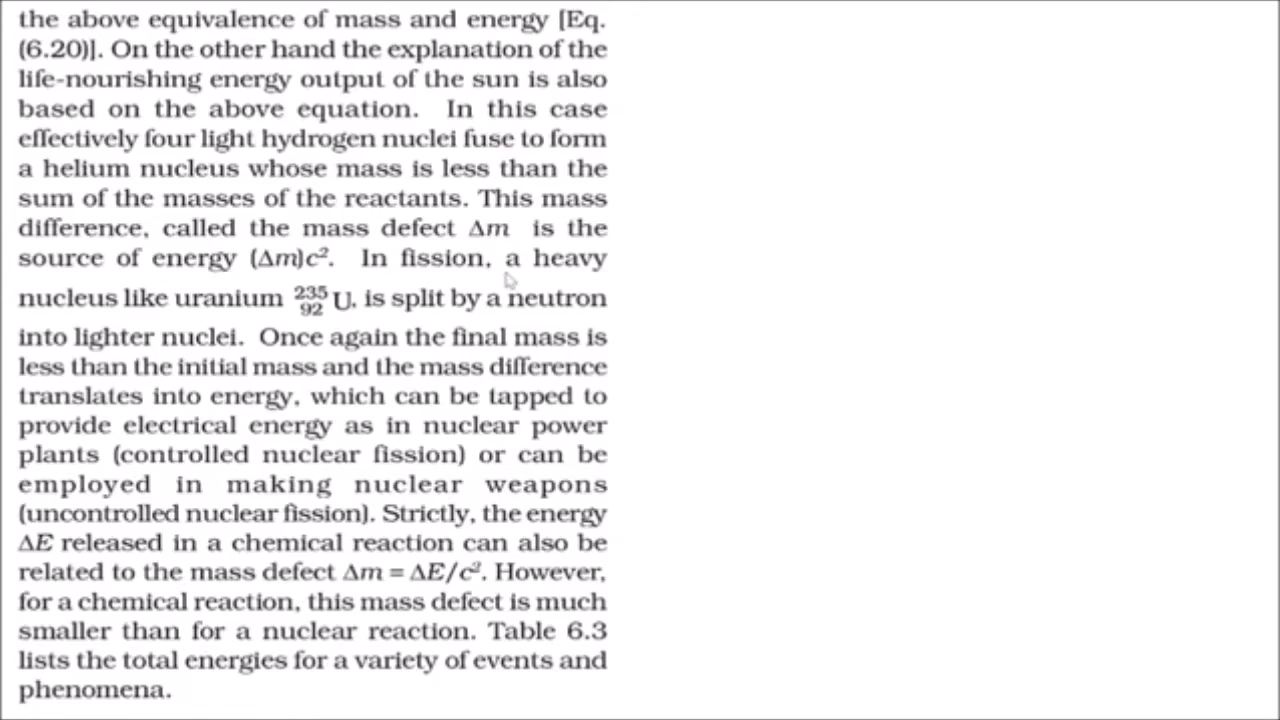 the above equivalence of mass and energy [Eq.
(6.20)]. On the other hand the explanation of the
life-nourishing energy output of the sun is also
based on the above equation. In this case
effectively four light hydrogen nuclei fuse to form
a helium nucleus whose mass is less than the
sum of the masses of the reactants. This mass
difference, called the mass defect Δm is the
source of energy (Δm)c². In fission, a heavy
nucleus like uranium ²³⁵₉₂U, is split by a neutron
into lighter nuclei. Once again the final mass is
less than the initial mass and the mass difference
translates into energy, which can be tapped to
provide electrical energy as in nuclear power
plants (controlled nuclear fission) or can be
employed in making nuclear weapons
(uncontrolled nuclear fission). Strictly, the energy
ΔE released in a chemical reaction can also be
related to the mass defect Δm = ΔE/c². However,
for a chemical reaction, this mass defect is much
smaller than for a nuclear reaction. Table 6.3
lists the total energies for a variety of events and
phenomena.